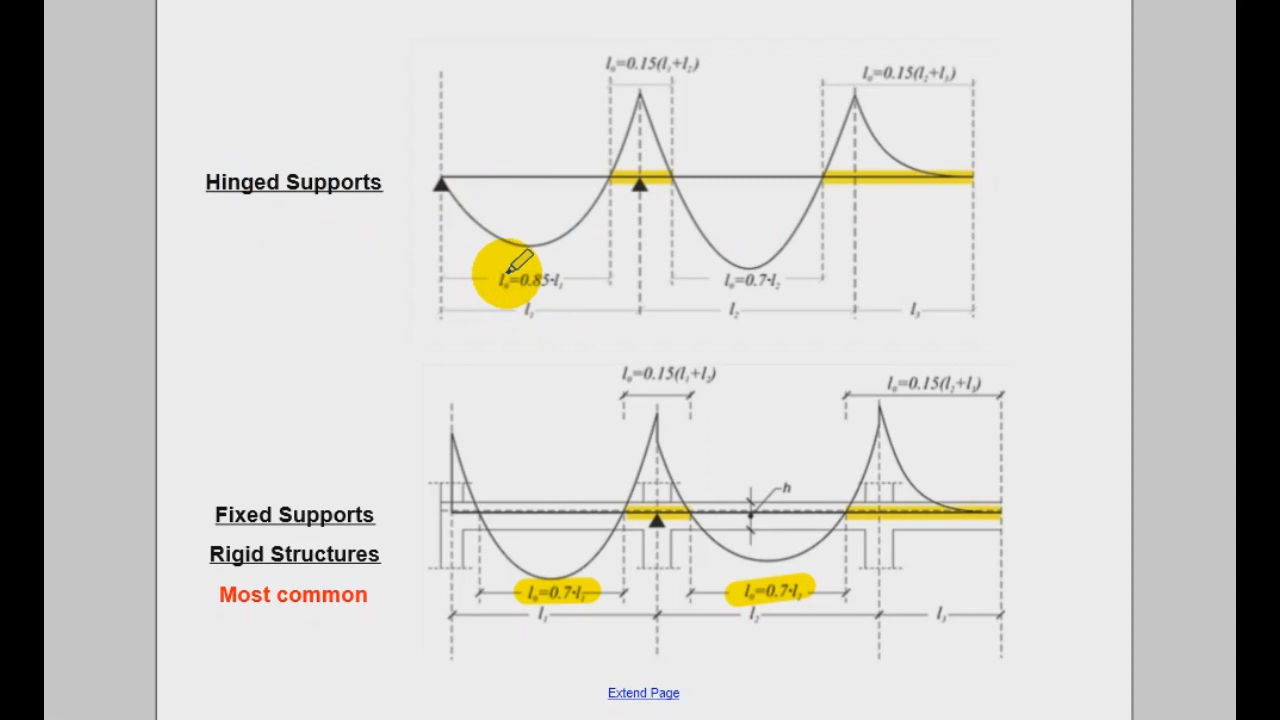 l₀=0.15(l₁+l₂)
l₀=0.15(l₂+l₃)
Hinged Supports
l₀=0.85·l₁
l₀=0.7·l₂
l₁
l₂
l₃
l₀=0.15(l₁+l₂)
l₀=0.15(l₂+l₃)
h
Fixed Supports
Rigid Structures
Most common
l₀=0.7·l₁
l₀=0.7·l₂
l₁
l₂
l₃
Extend Page